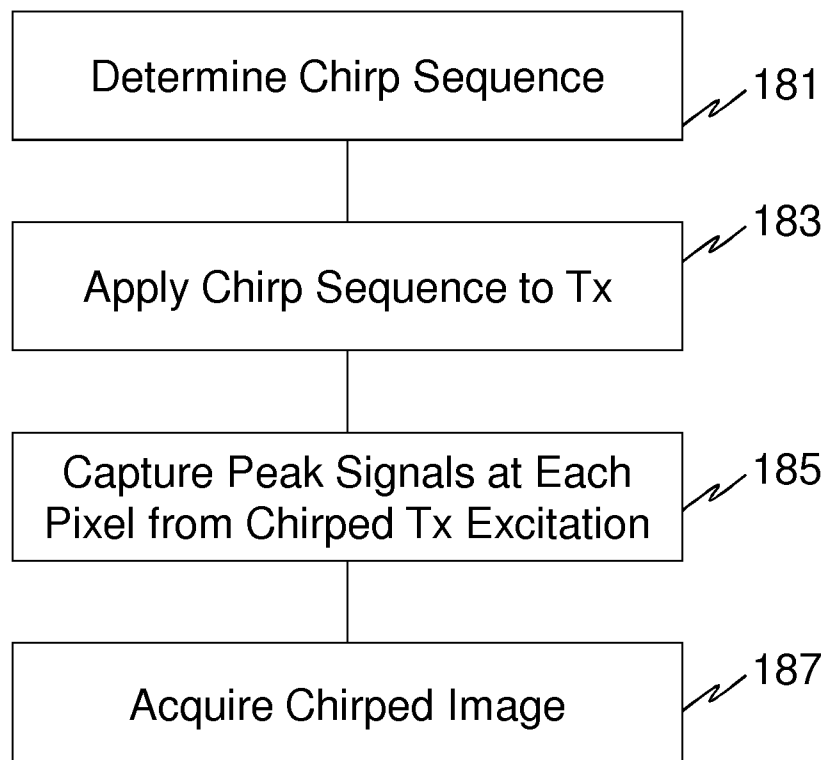 Determine Chirp Sequence
181
Apply Chirp Sequence to Tx
183
Capture Peak Signals at Each
Pixel from Chirped Tx Excitation
185
Acquire Chirped Image
187